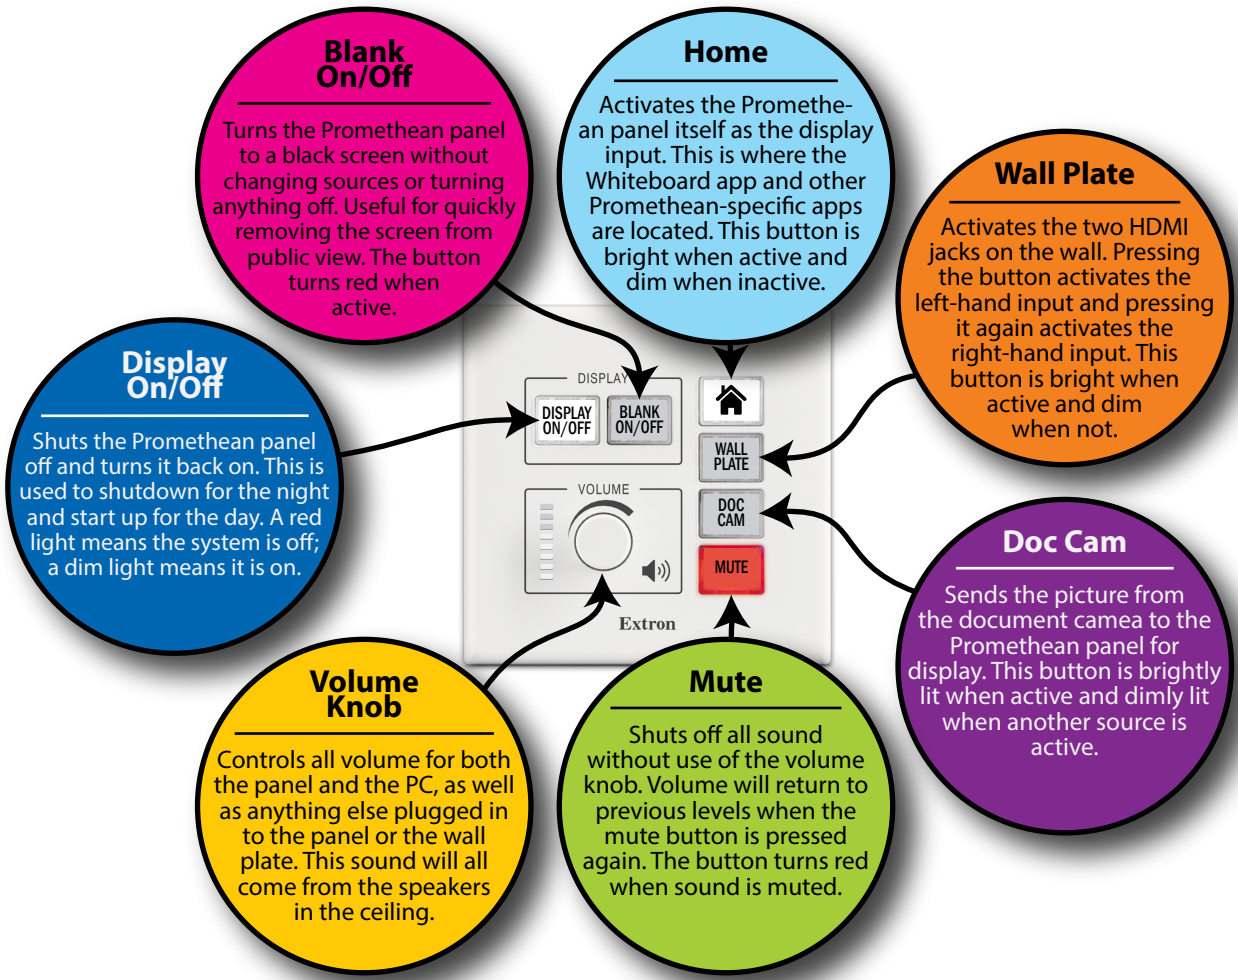 Blank
On/Off
Turns the Promethean panel
to a black screen without
changing sources or turning
anything off. Useful for quickly
removing the screen from
public view. The button
turns red when
active.
Home
Activates the Promethe-
an panel itself as the display
input. This is where the
Whiteboard app and other
Promethean-specific apps
are located. This button is
bright when active and
dim when inactive.
Wall Plate
Activates the two HDMI
jacks on the wall. Pressing
the button activates the
left-hand input and pressing
it again activates the
right-hand input. This
button is bright when
active and dim
when not.
Display
On/Off
Shuts the Promethean panel
off and turns it back on. This is
used to shutdown for the night
and start up for the day. A red
light means the system is off;
a dim light means it is on.
DISPLAY
DISPLAY
ON/OFF
BLANK
ON/OFF
WALL
PLATE
VOLUME
DOC
CAM
MUTE
Extron
Doc Cam
Sends the picture from
the document camea to the
Promethean panel for
display. This button is brightly
lit when active and dimly lit
when another source is
active.
Volume
Knob
Controls all volume for both
the panel and the PC, as well
as anything else plugged in
to the panel or the wall
plate. This sound will all
come from the speakers
in the ceiling.
Mute
Shuts off all sound
without use of the volume
knob. Volume will return to
previous levels when the
mute button is pressed
again. The button turns red
when sound is muted.